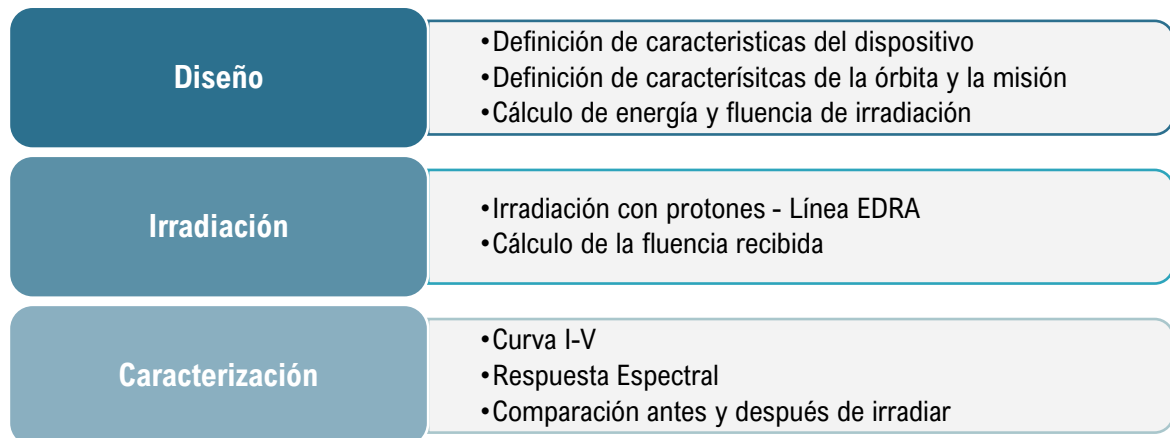 Diseño
•Definición de caracteristicas del dispositivo
•Definición de caracterísitcas de la órbita y la misión
•Cálculo de energía y fluencia de irradiación
Irradiación
•Irradiación con protones - Línea EDRA
•Cálculo de la fluencia recibida
Caracterización
•Curva I-V
•Respuesta Espectral
•Comparación antes y después de irradiar